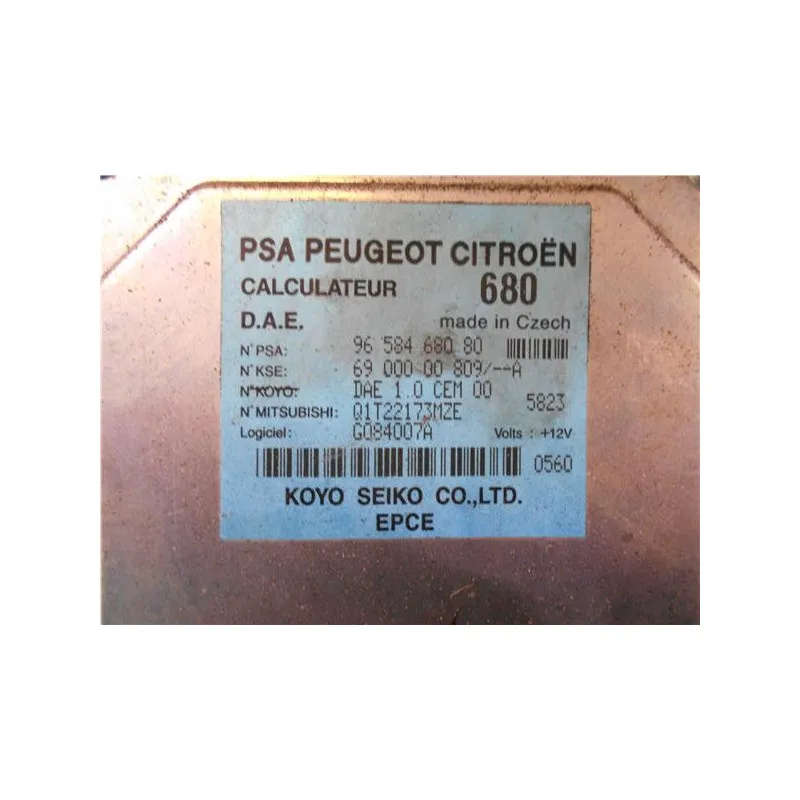 PSA PEUGEOT CITROËN
CALCULATEUR 680
D.A.E. made in Czech
N°PSA: 96 584 680 80
N°KSE: 69 000 00 809/--A
N°KOYO: DAE 1.0 CEM 00
N°MITSUBISHI: Q1T22173MZE 5823
Logiciel: G084007A Volts : +12V
0560
KOYO SEIKO CO.,LTD.
EPCE